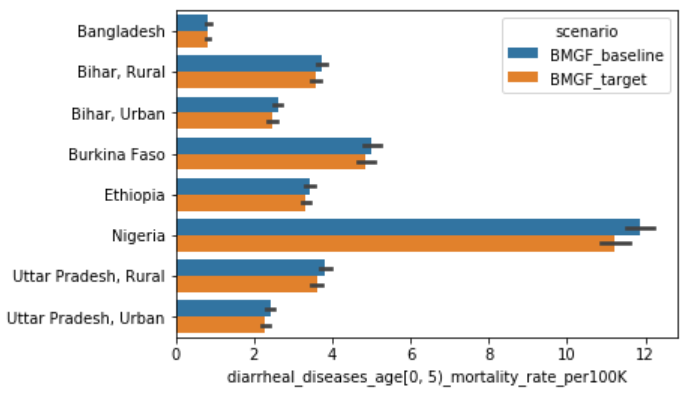 Bangladesh
Bihar, Rural
Bihar, Urban
Burkina Faso
Ethiopia
Nigeria
Uttar Pradesh, Rural
Uttar Pradesh, Urban
scenario
BMGF_baseline
BMGF_target
0 2 4 6 8 10 12
diarrheal_diseases_age[0, 5)_mortality_rate_per100K